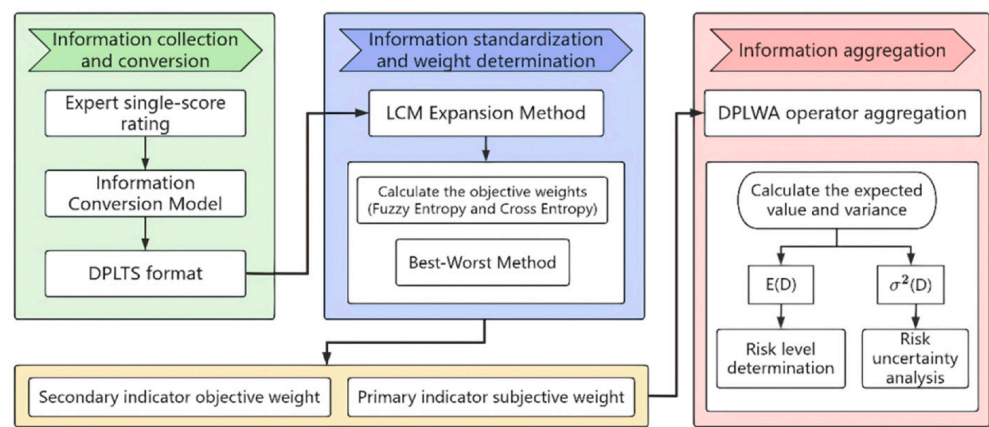 Information collection
and conversion
Expert single-score
rating
Information
Conversion Model
DPLTS format
Information standardization
and weight determination
LCM Expansion Method
Calculate the objective weights
(Fuzzy Entropy and Cross Entropy)
Best-Worst Method
Secondary indicator objective weight
Primary indicator subjective weight
Information aggregation
DPLWA operator aggregation
Calculate the expected
value and variance
E(D)
σ²(D)
Risk level
determination
Risk
uncertainty
analysis